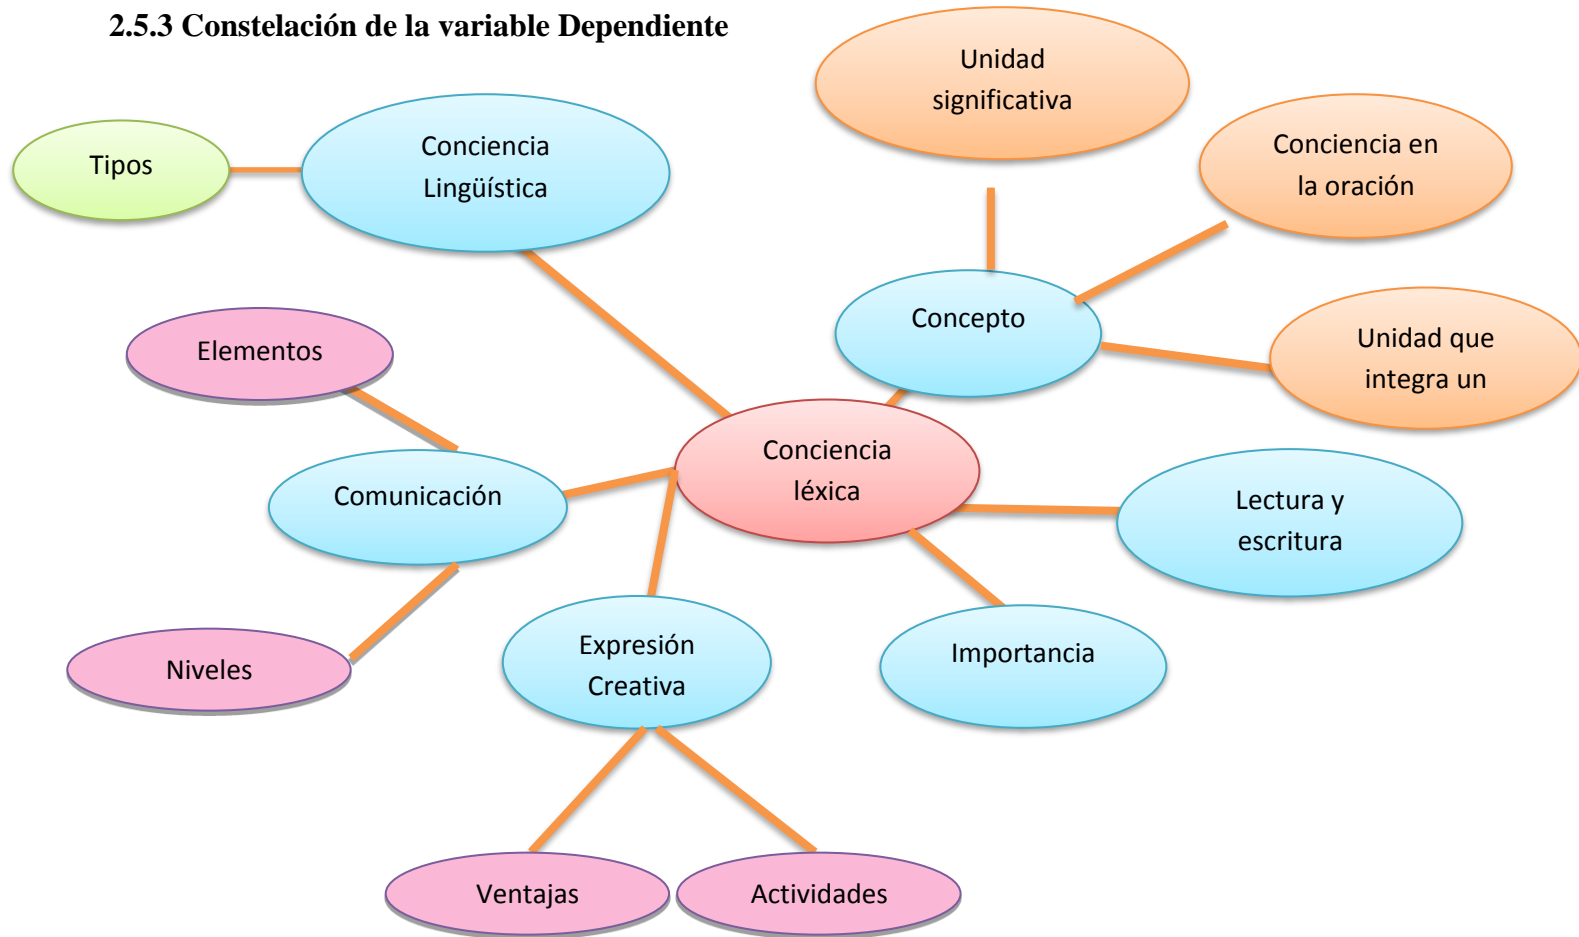 2.5.3 Constelación de la variable Dependiente
Unidad
significativa
Conciencia
Lingüística
Tipos
Conciencia en
la oración
Concepto
Elementos
Unidad que
integra un
Conciencia
léxica
Comunicación
Lectura y
escritura
Expresión
Creativa
Importancia
Niveles
Ventajas
Actividades